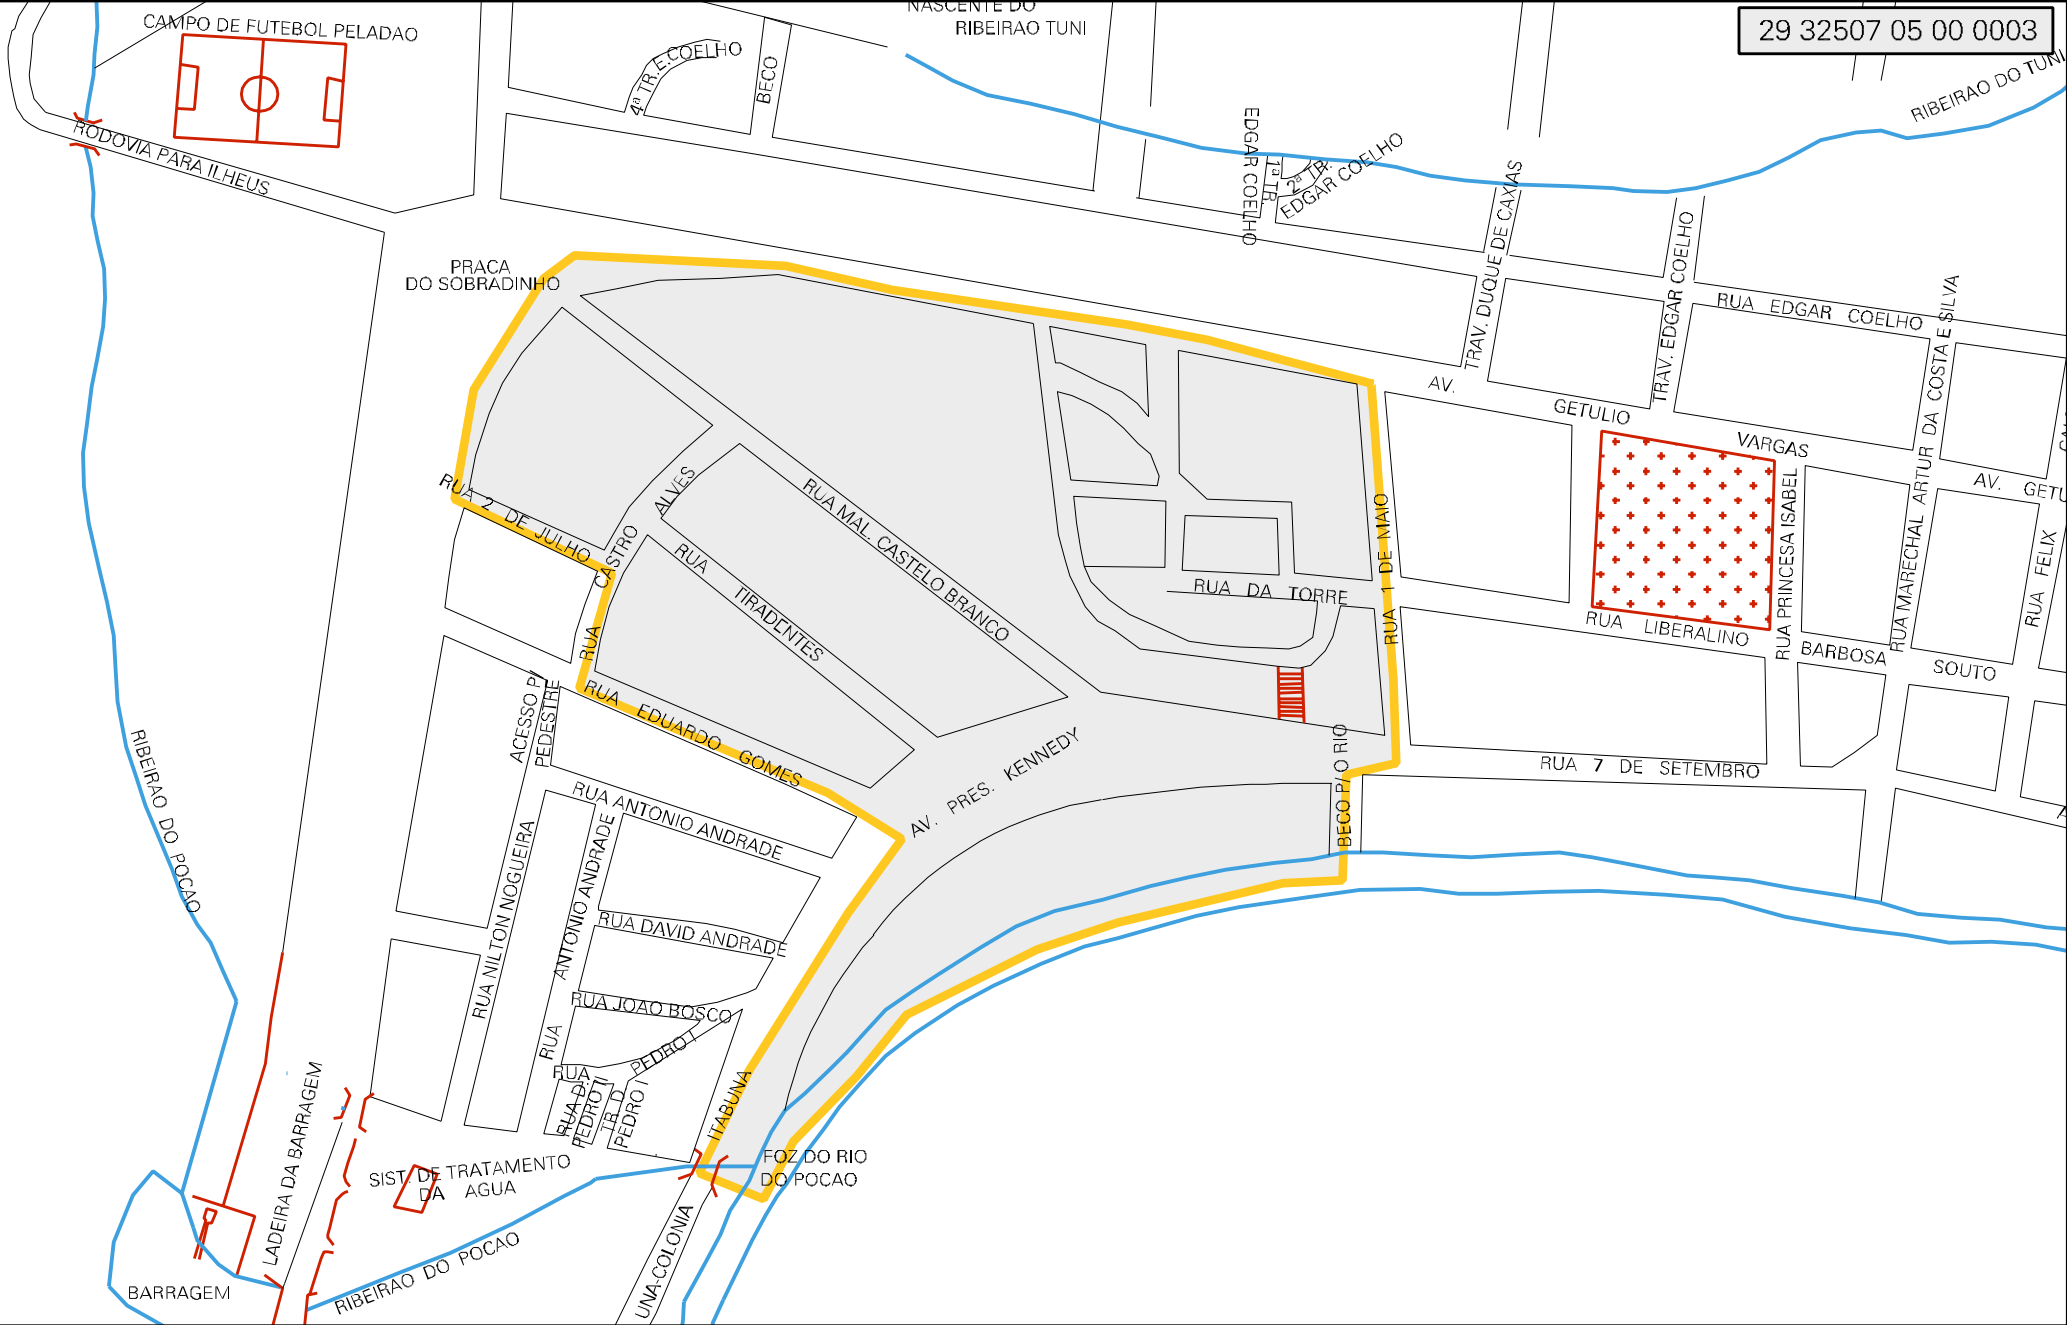 NASCENTE DO
RIBEIRAO TUNI
29 32507 05 00 0003
CAMPO DE FUTEBOL PELADAO
4ª TR.E.COELHO
BECO
RIBEIRAO DO TUNI
RODOVIA PARA ILHEUS
EDGAR COELHO
1ª TR.
2ª TR.
EDGAR COELHO
TRAV. DUQUE DE CAXIAS
TRAV. EDGAR COELHO
PRACA
DO SOBRADINHO
RUA EDGAR COELHO
RUA MARECHAL ARTUR DA COSTA E SILVA
AV. GETULIO VARGAS
AV. GETU
RUA 2 DE JULHO
RUA CASTRO ALVES
RUA MAL. CASTELO BRANCO
RUA TIRADENTES
RUA DA TORRE
RUA 1 DE MAIO
RUA PRINCESA ISABEL
RUA FELIX
RUA LIBERALINO BARBOSA SOUTO
RUA EDUARDO GOMES
ACESSO P/
PEDESTRE
AV. PRES. KENNEDY
BECO P/ O RIO
RUA 7 DE SETEMBRO
RIBEIRAO DO POCAO
RUA ANTONIO ANDRADE
RUA NILTON NOGUEIRA
RUA ANTONIO ANDRADE
RUA DAVID ANDRADE
RUA JOAO BOSCO
RUA PEDRO I
RUA D.
PEDRO II
TR. D.
PEDRO I
ITABUNA
LADEIRA DA BARRAGEM
SIST. DE TRATAMENTO
DA AGUA
FOZ DO RIO
DO POCAO
RIBEIRAO DO POCAO
UNA-COLONIA
BARRAGEM